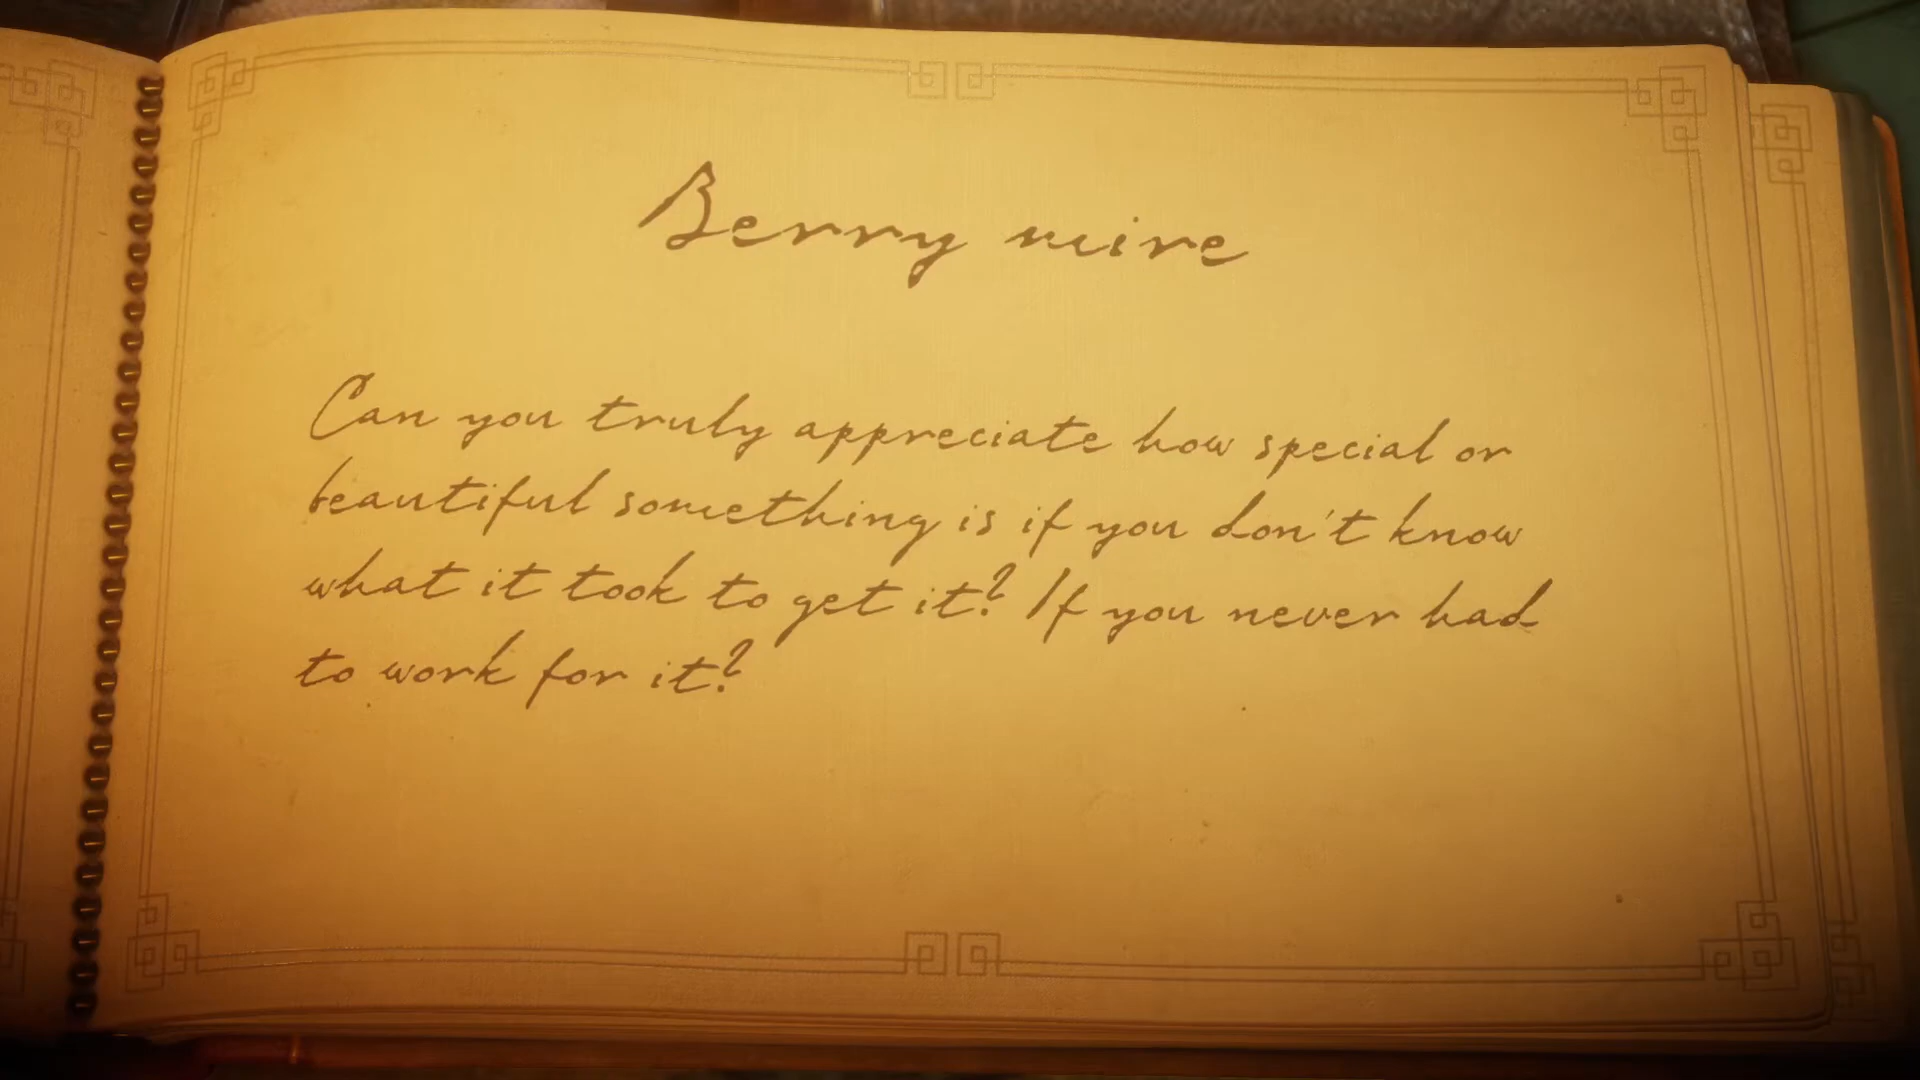 Berry mire
Can you truly appreciate how special or
beautiful something is if you don't know
what it took to get it? If you never had
to work for it?